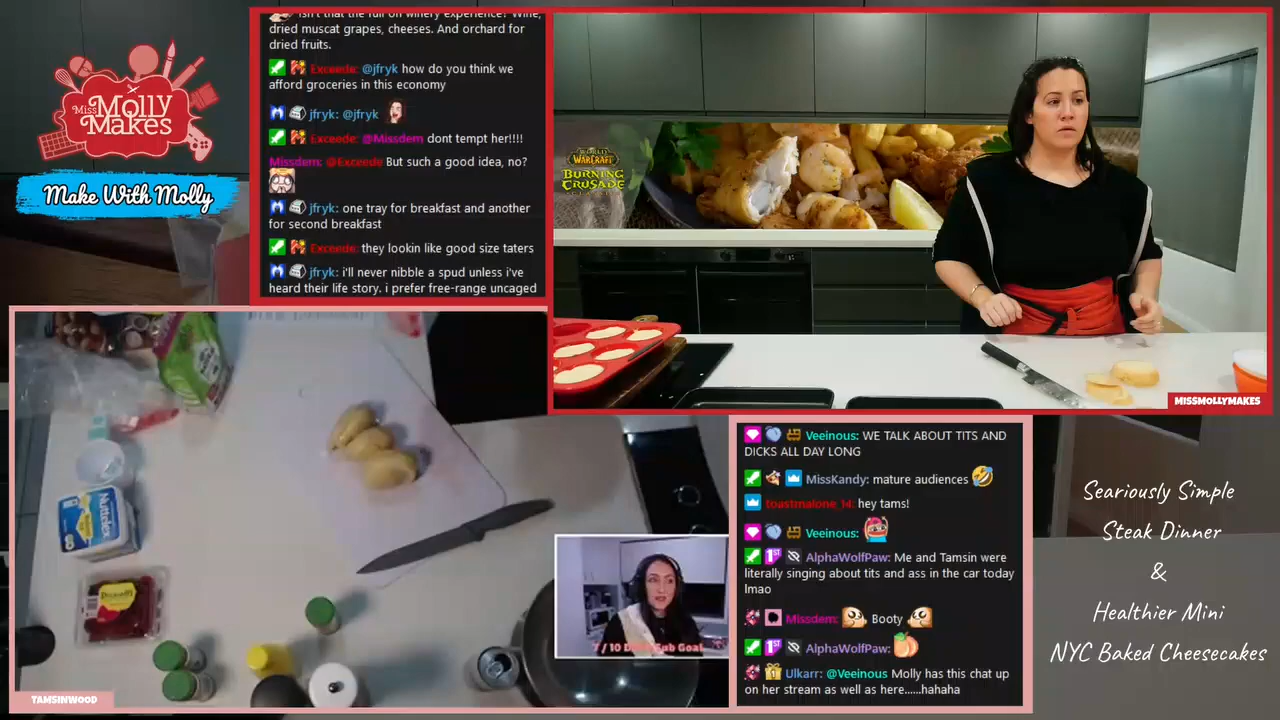 Miss
Molly
Makes
Make With Molly
isn't that the full on winery experience? Wine,
dried muscat grapes, cheeses. And orchard for
dried fruits.
Exceede: @jfryk how do you think we
afford groceries in this economy
jfryk: @jfryk
Exceede: @Missdem dont tempt her!!!!
Missdem: @Exceede But such a good idea, no?
jfryk: one tray for breakfast and another
for second breakfast
Exceede: they lookin like good size taters
jfryk: i'll never nibble a spud unless i've
heard their life story. i prefer free-range uncaged
WORLD
WARCRAFT
BURNING
CRUSADE
CLASSIC
MISSMOLLYMAKES
Nuttelex
7 / 10 Daily Sub Goal
TAMSINWOOD
Veeinous: WE TALK ABOUT TITS AND
DICKS ALL DAY LONG
MissKandy: mature audiences
toastmalone_14: hey tams!
Veeinous:
AlphaWolfPaw: Me and Tamsin were
literally singing about tits and ass in the car today
lmao
Missdem: Booty
AlphaWolfPaw:
Ulkarr: @Veeinous Molly has this chat up
on her stream as well as here......hahaha
Seariously Simple
Steak Dinner
&
Healthier Mini
NYC Baked Cheesecakes